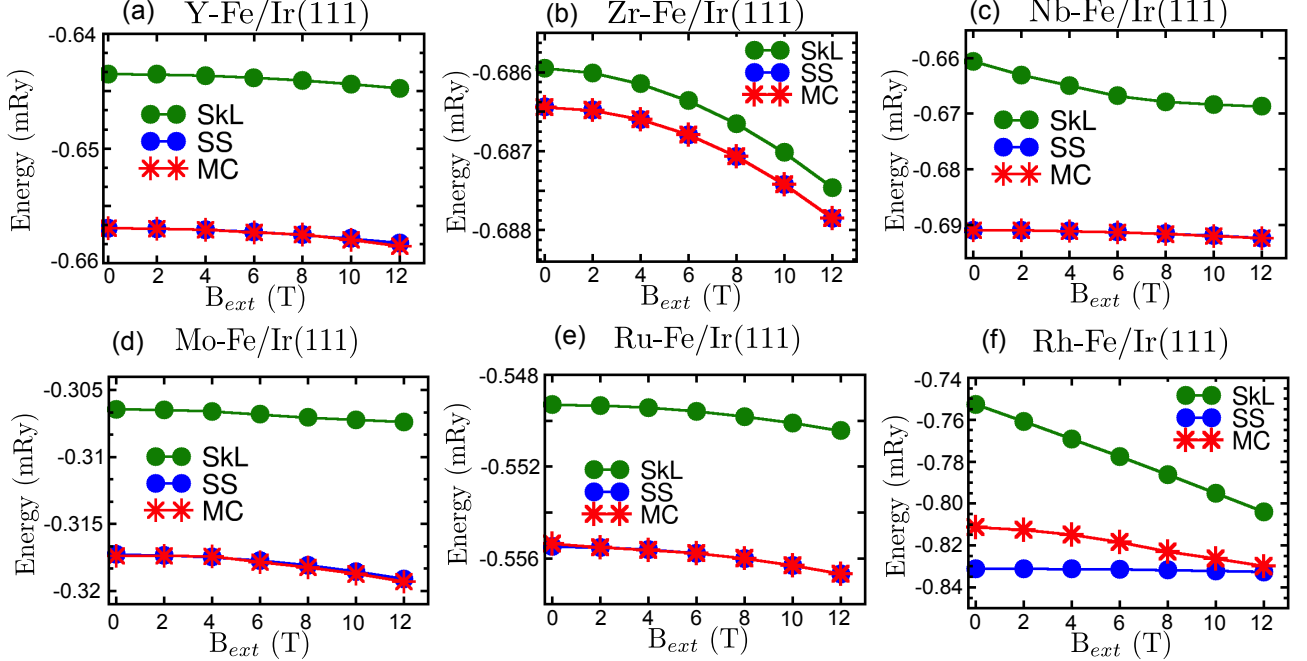 (a) Y-Fe/Ir(111)
-0.64
-0.65
-0.66
Energy (mRy)
SkL
SS
MC
0 2 4 6 8 10 12
B_ext (T)
(b) Zr-Fe/Ir(111)
-0.686
-0.687
-0.688
Energy (mRy)
SkL
SS
MC
0 2 4 6 8 10 12
B_ext (T)
(c) Nb-Fe/Ir(111)
-0.66
-0.67
-0.68
-0.69
Energy (mRy)
SkL
SS
MC
0 2 4 6 8 10 12
B_ext (T)
(d) Mo-Fe/Ir(111)
-0.305
-0.31
-0.315
-0.32
Energy (mRy)
SkL
SS
MC
0 2 4 6 8 10 12
B_ext (T)
(e) Ru-Fe/Ir(111)
-0.548
-0.552
-0.556
Energy (mRy)
SkL
SS
MC
0 2 4 6 8 10 12
B_ext (T)
(f) Rh-Fe/Ir(111)
-0.74
-0.76
-0.78
-0.80
-0.82
-0.84
Energy (mRy)
SkL
SS
MC
0 2 4 6 8 10 12
B_ext (T)